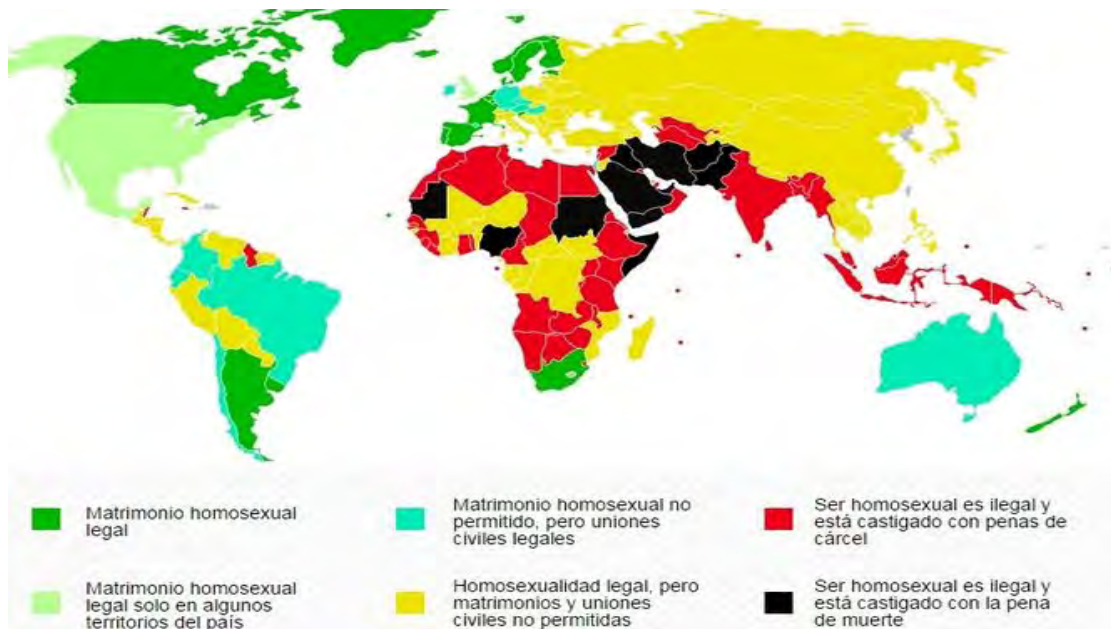 Matrimonio homosexual
legal
Matrimonio homosexual no
permitido, pero uniones
civiles legales
Ser homosexual es ilegal y
está castigado con penas de
cárcel
Matrimonio homosexual
legal solo en algunos
territorios del país
Homosexualidad legal, pero
matrimonios y uniones
civiles no permitidas
Ser homosexual es ilegal y
está castigado con la pena
de muerte